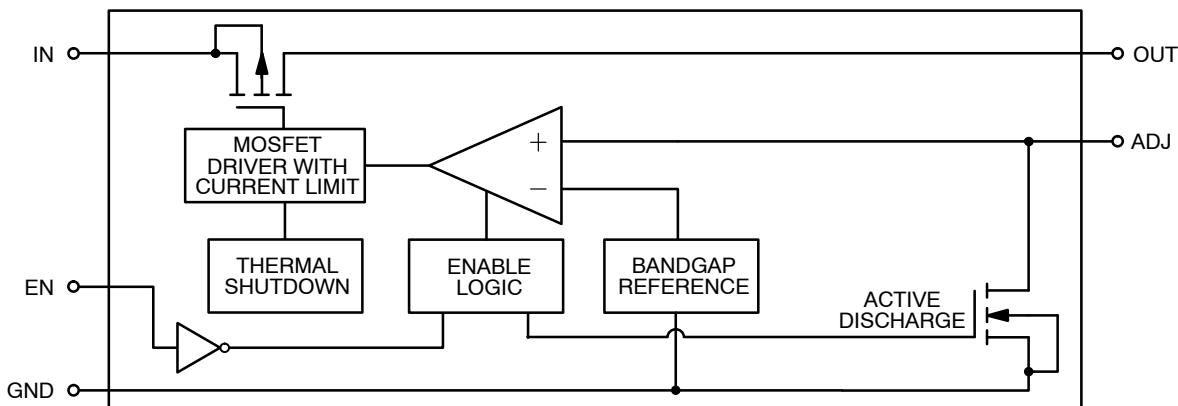 IN
OUT
MOSFET
DRIVER WITH
CURRENT LIMIT
+
ADJ
−
THERMAL
SHUTDOWN
ENABLE
LOGIC
BANDGAP
REFERENCE
EN
ACTIVE
DISCHARGE
GND